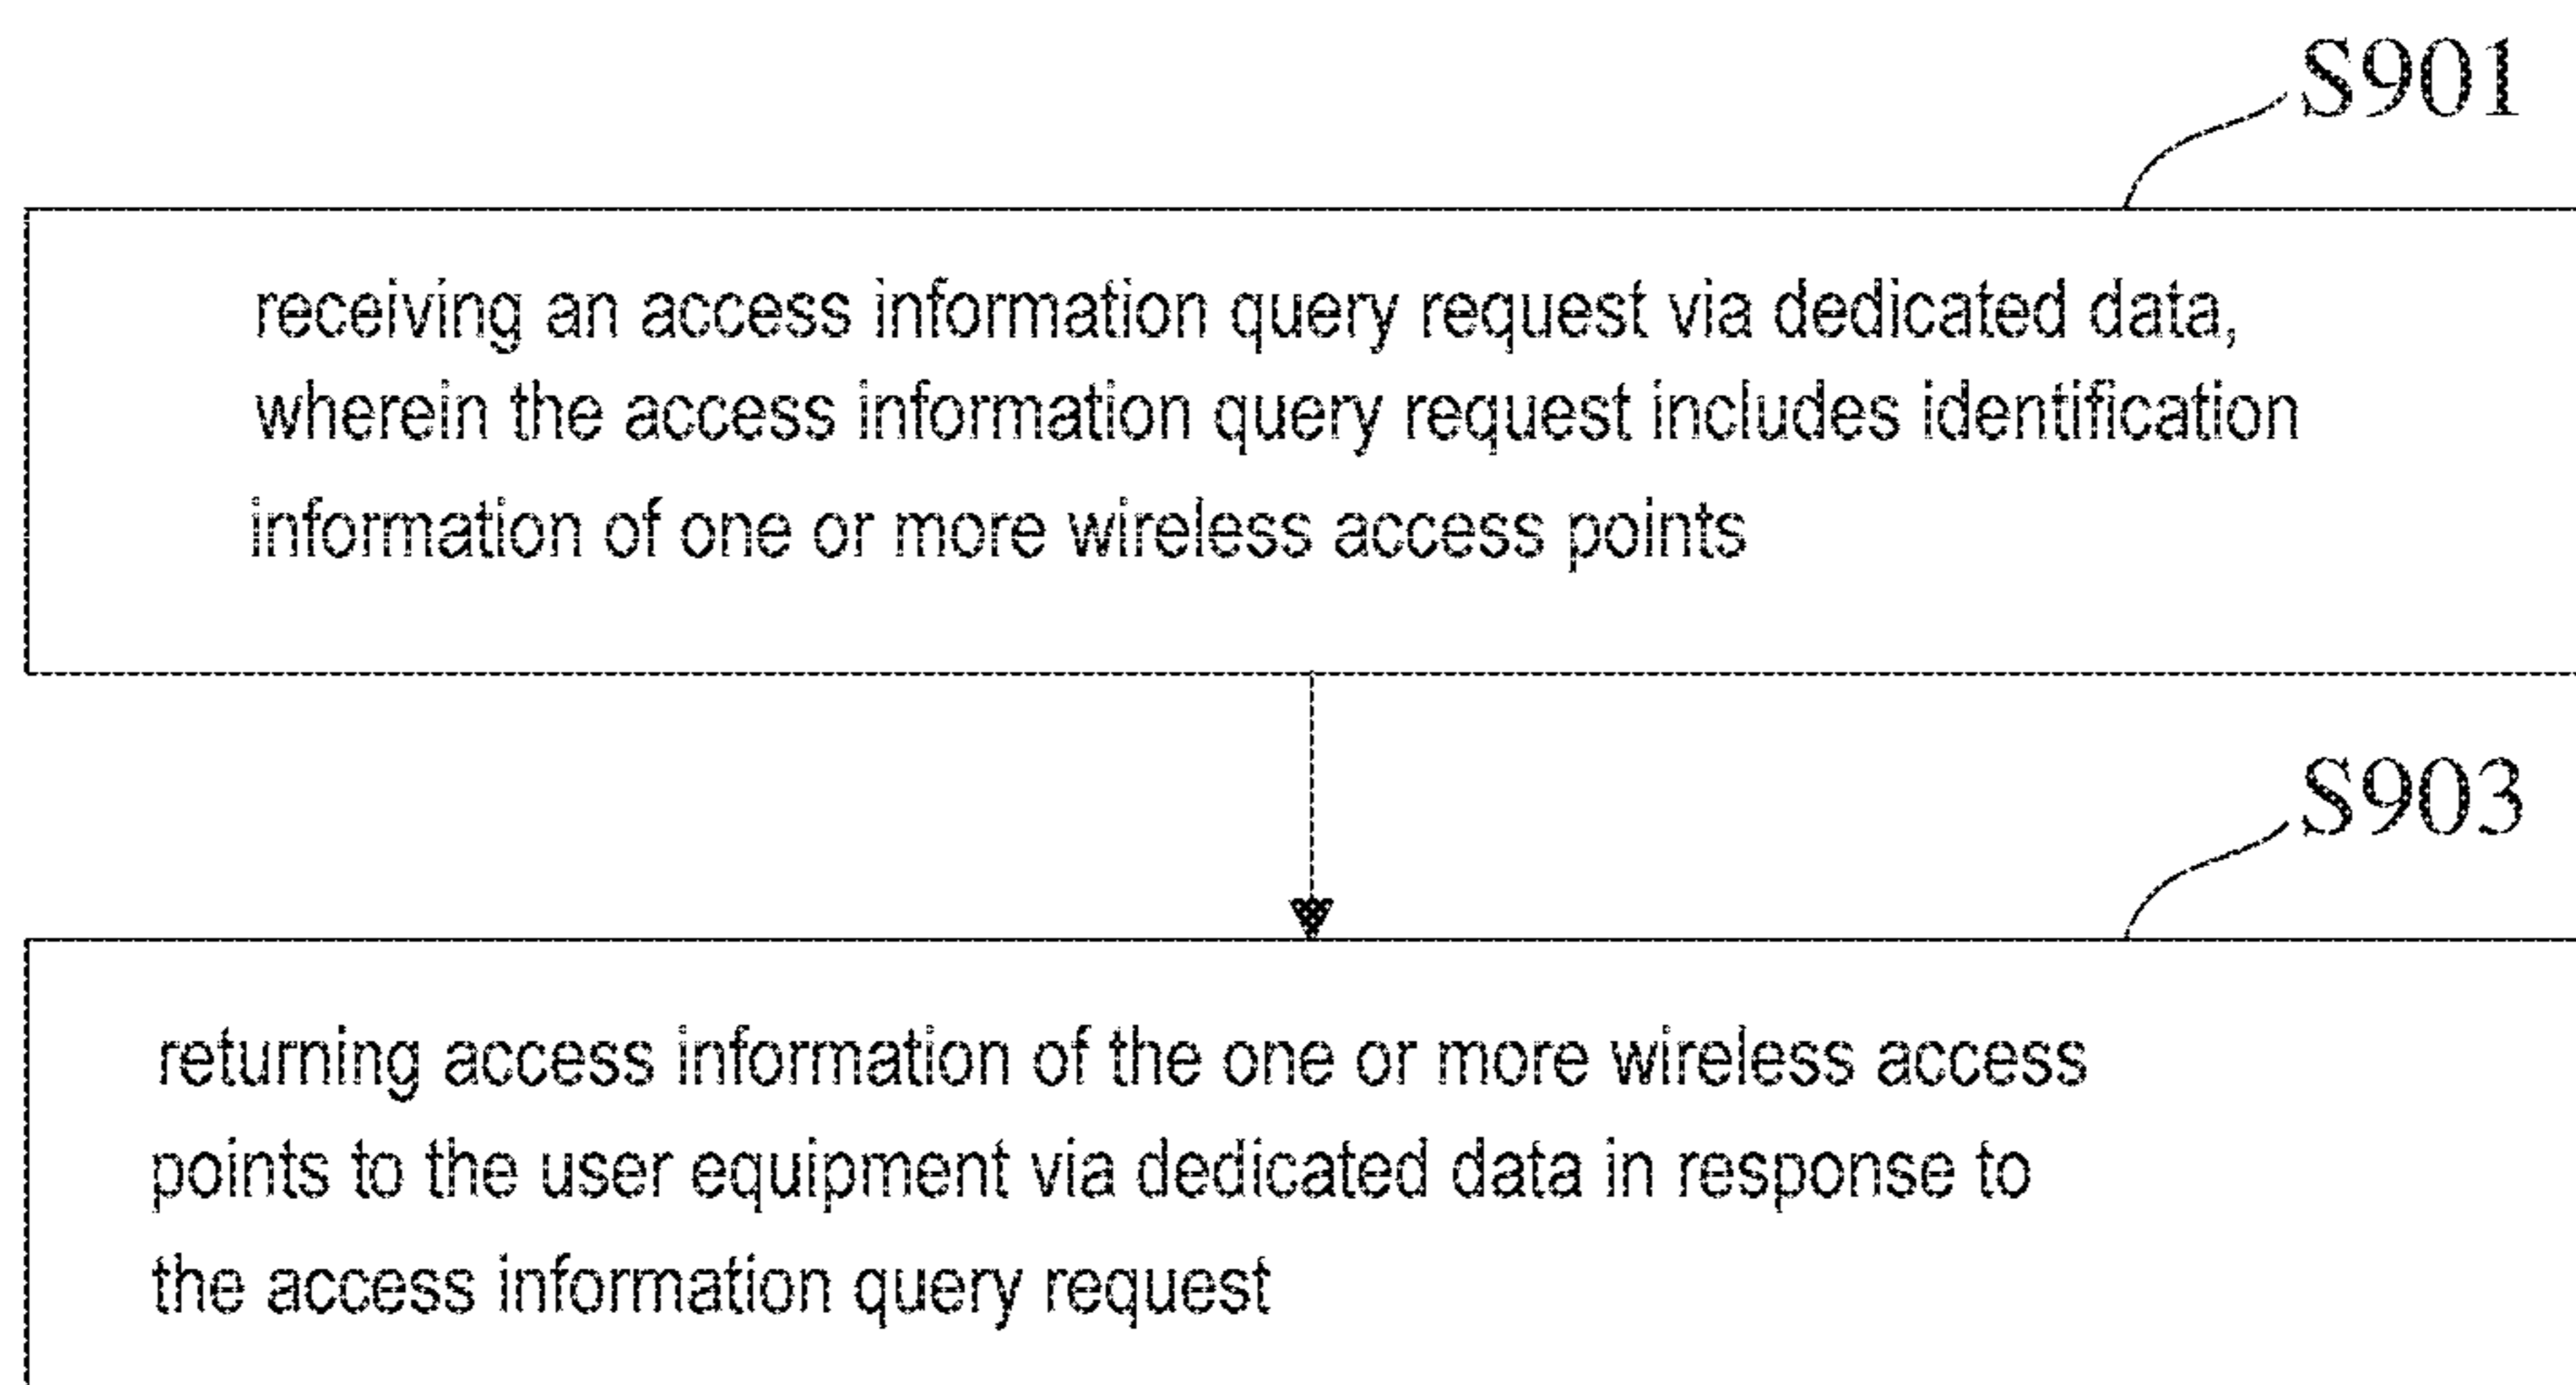 S901
receiving an access information query request via dedicated data,
wherein the access information query request includes identification
information of one or more wireless access points
S903
returning access information of the one or more wireless access
points to the user equipment via dedicated data in response to
the access information query request